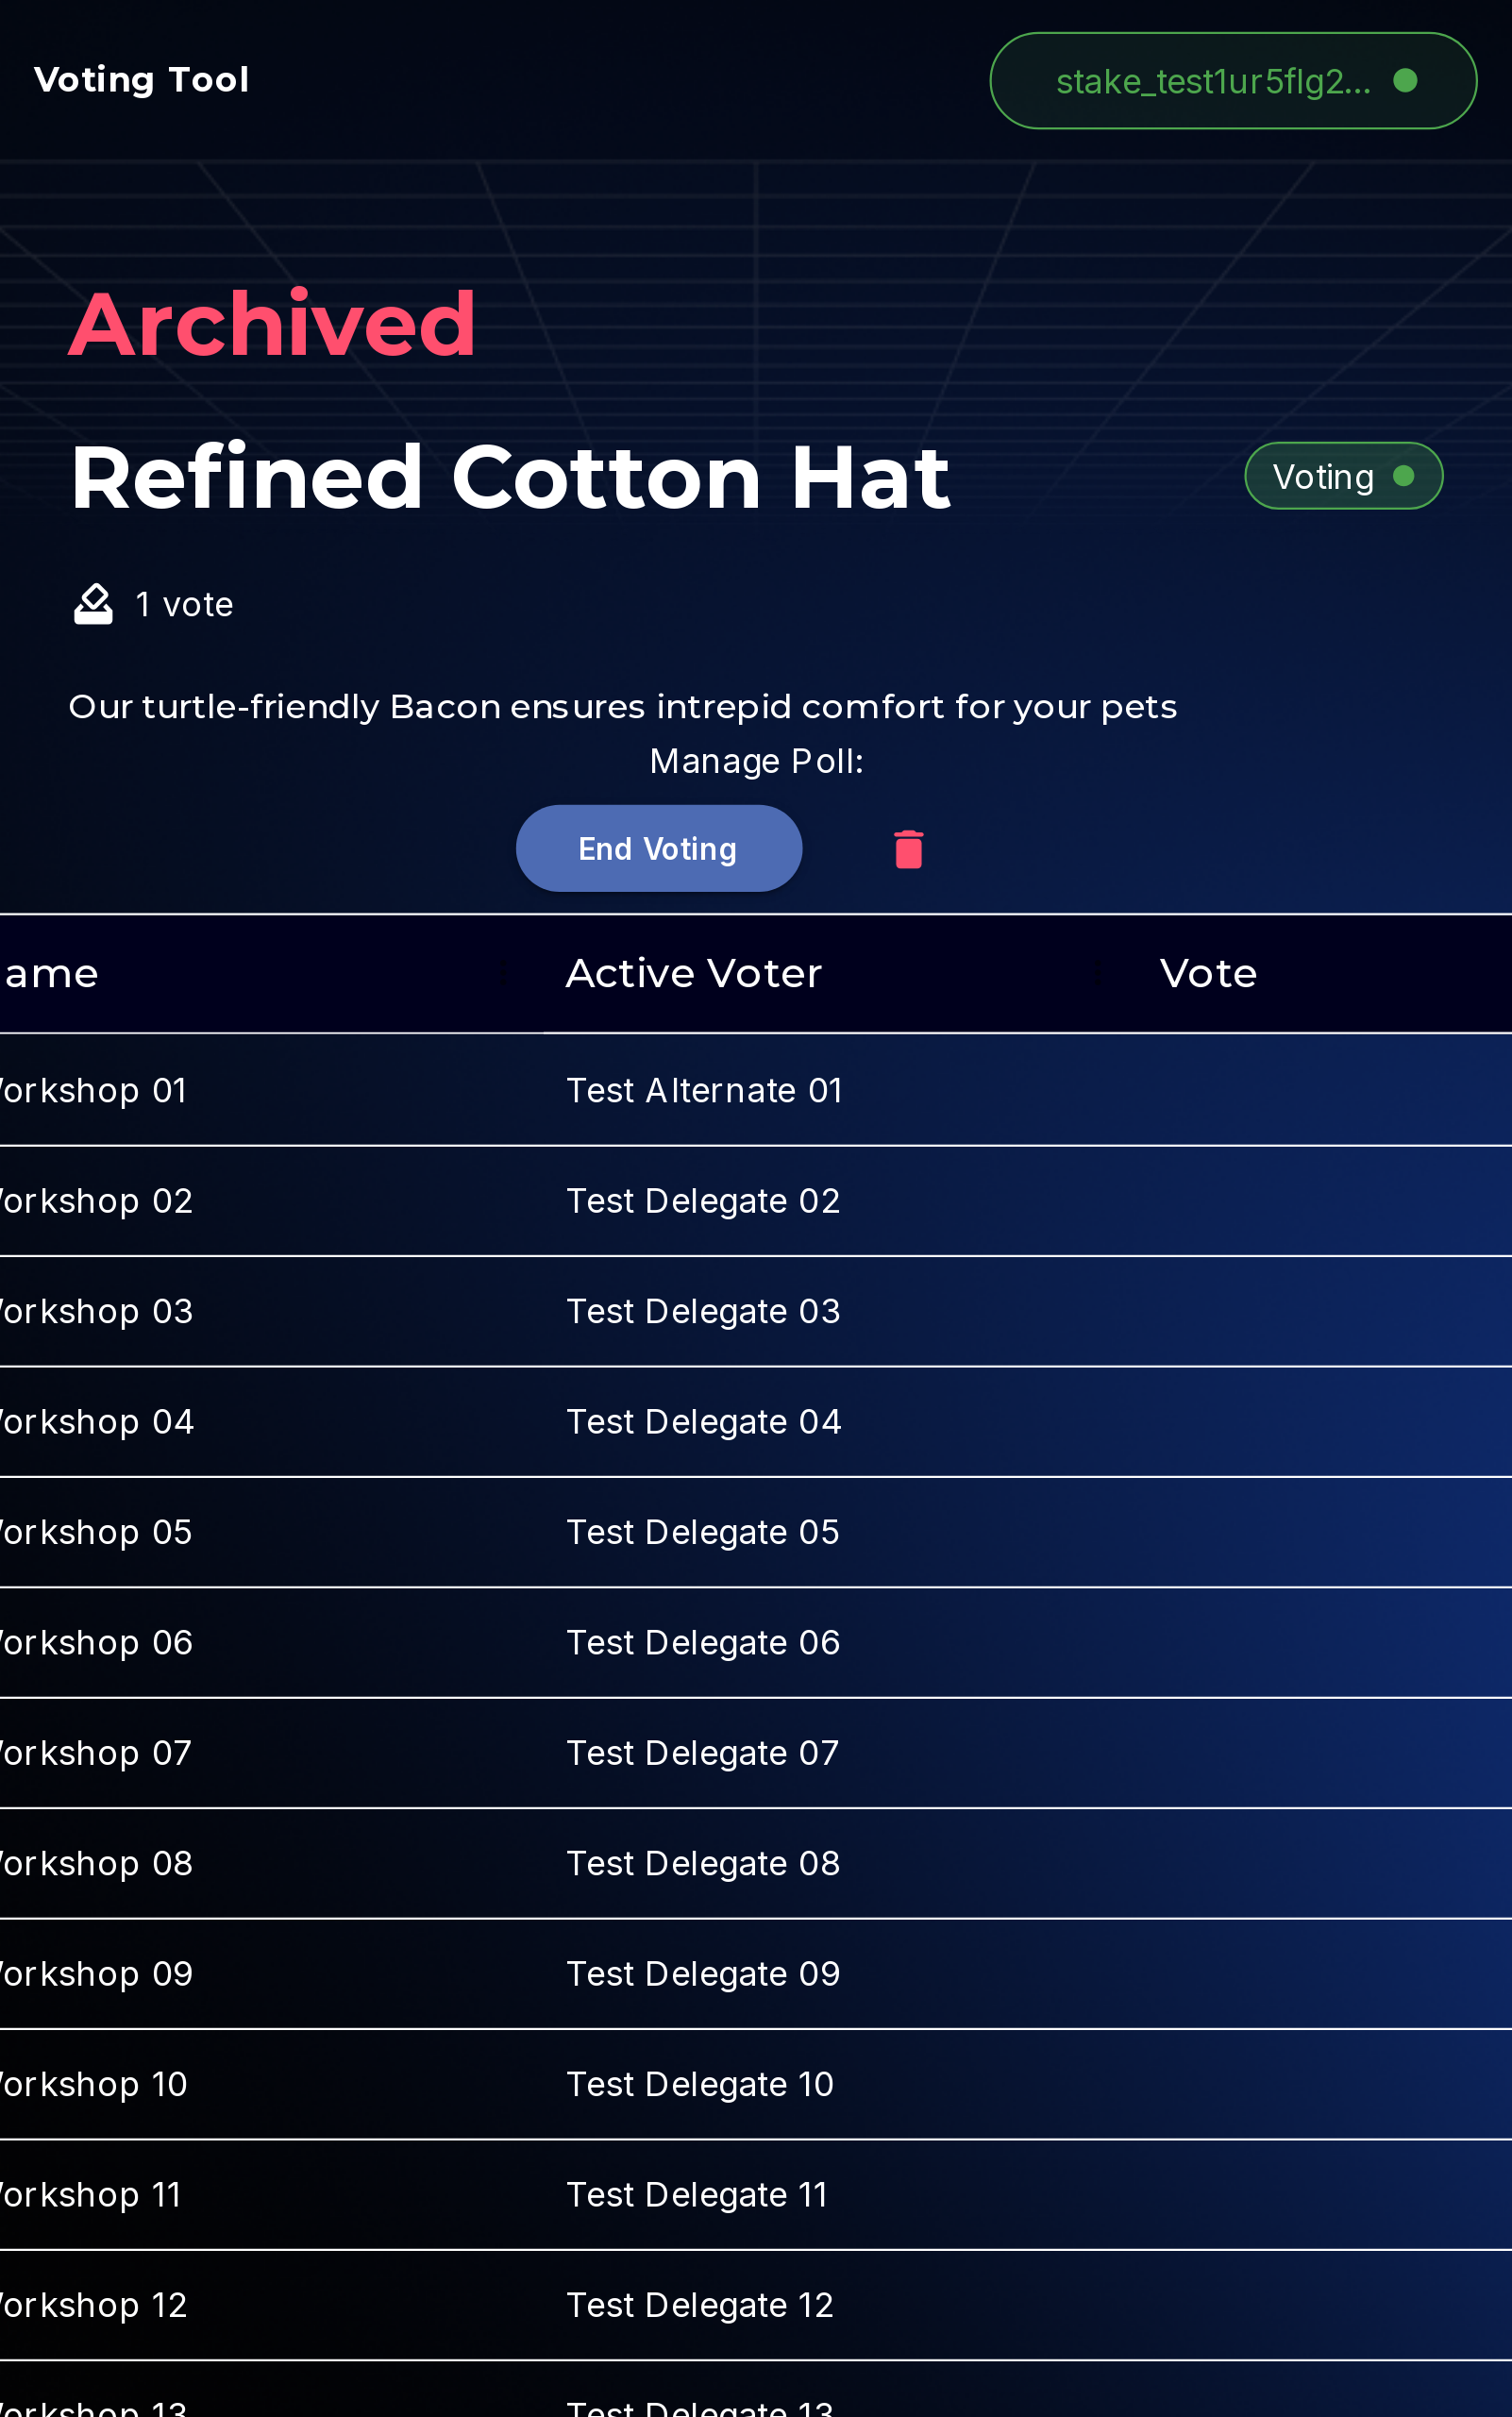 Voting Tool
stake_test1ur5flg2...
Archived
Refined Cotton Hat
Voting
1 vote
Our turtle-friendly Bacon ensures intrepid comfort for your pets
Manage Poll:
End Voting
ame Active Voter Vote
orkshop 01 Test Alternate 01
orkshop 02 Test Delegate 02
orkshop 03 Test Delegate 03
orkshop 04 Test Delegate 04
orkshop 05 Test Delegate 05
orkshop 06 Test Delegate 06
orkshop 07 Test Delegate 07
orkshop 08 Test Delegate 08
orkshop 09 Test Delegate 09
orkshop 10 Test Delegate 10
orkshop 11 Test Delegate 11
orkshop 12 Test Delegate 12
orkshop 13 Test Delegate 13